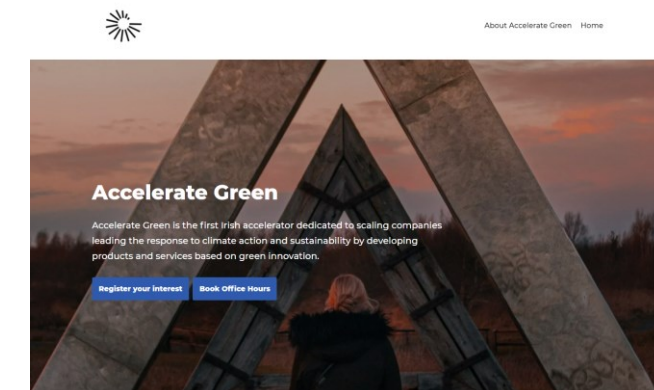 About Accelerate Green Home
Accelerate Green
Accelerate Green is the first Irish accelerator dedicated to scaling companies
leading the response to climate action and sustainability by developing
products and services based on green innovation.
Register your interest Book Office Hours